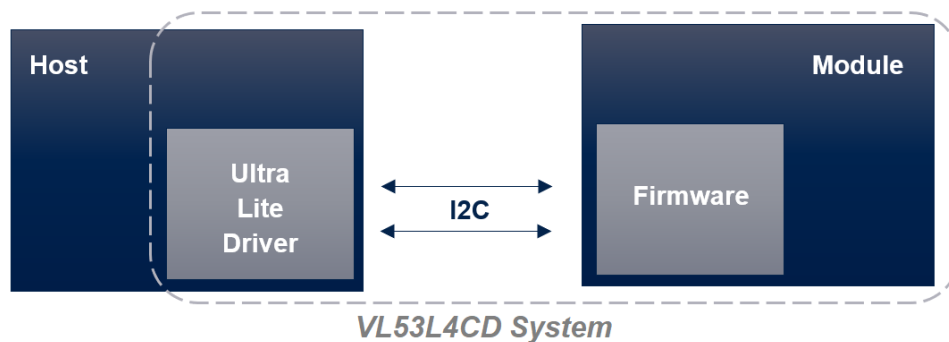 Host
Module
Ultra
Lite
Driver
I2C
Firmware
VL53L4CD System